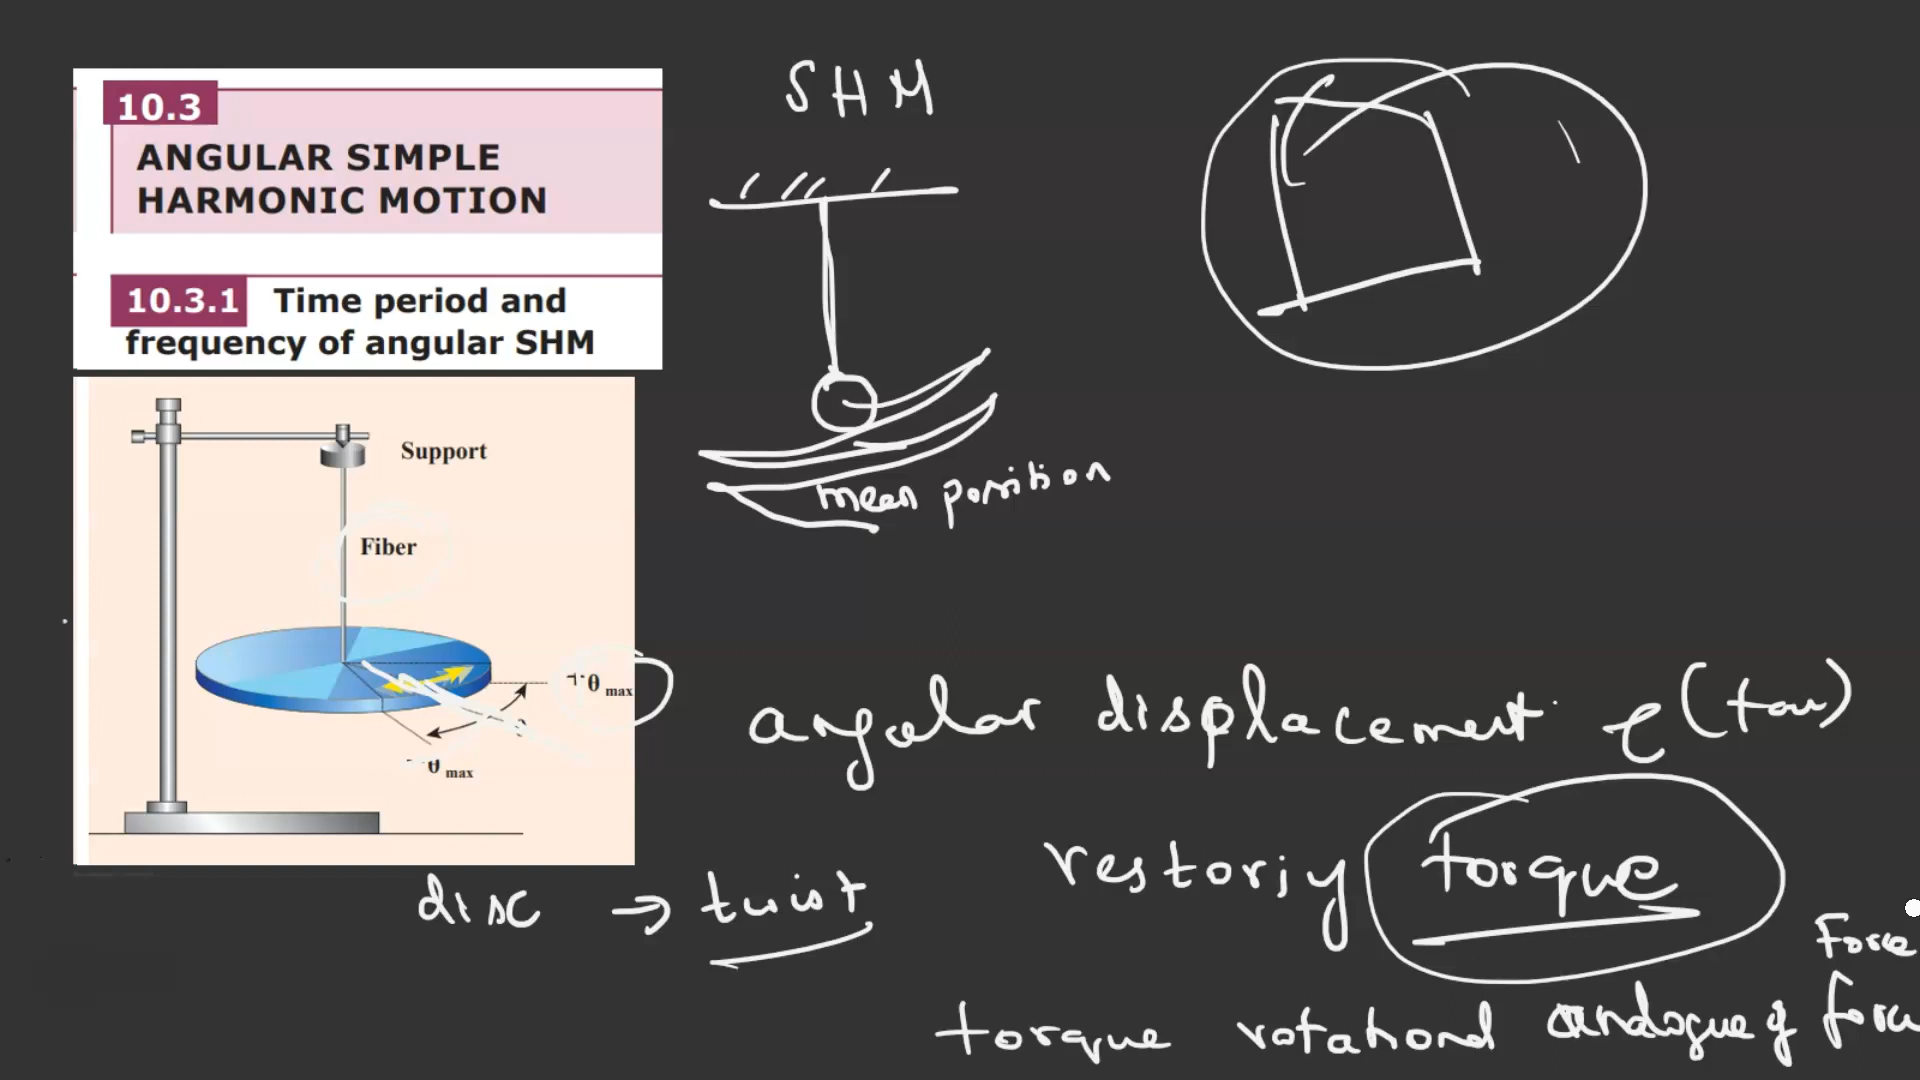 10.3
ANGULAR SIMPLE
HARMONIC MOTION
10.3.1 Time period and
frequency of angular SHM
SHM
mean position
Support
Fiber
θ max
θ max
angular displacement τ (tau)
disc → twist
restoring torque
Force
torque rotational analogue of force